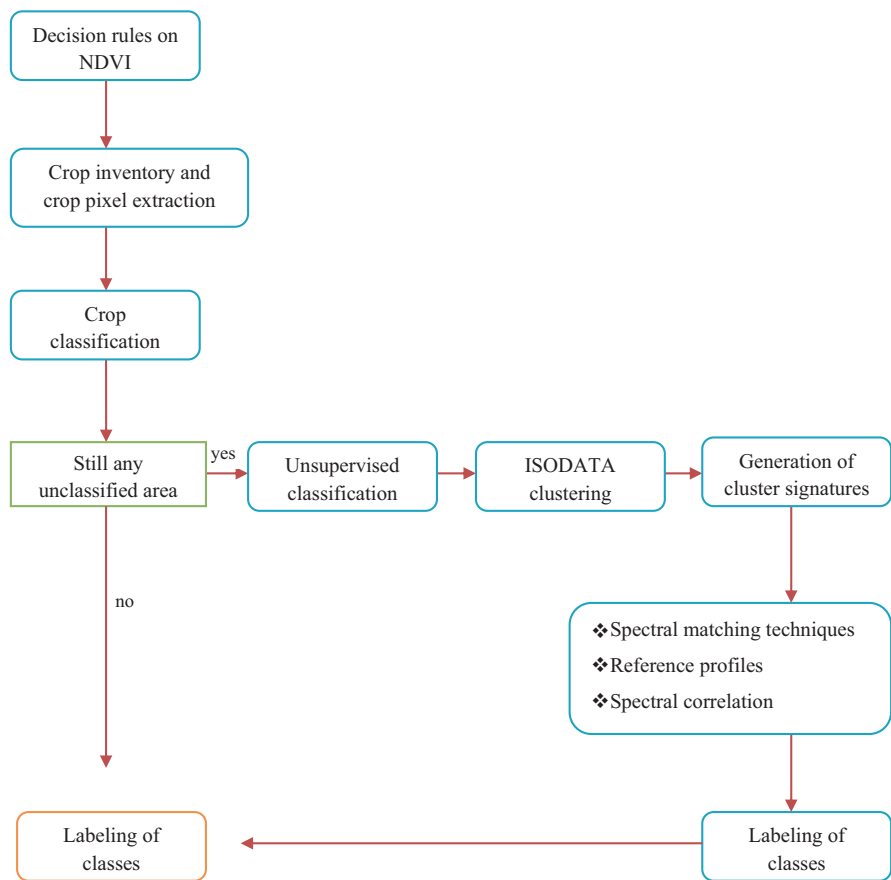 Decision rules on
NDVI
Crop inventory and
crop pixel extraction
Crop
classification
Still any
unclassified area
yes
Unsupervised
classification
ISODATA
clustering
Generation of
cluster signatures
no
❖Spectral matching techniques
❖Reference profiles
❖Spectral correlation
Labeling of
classes
Labeling of
classes